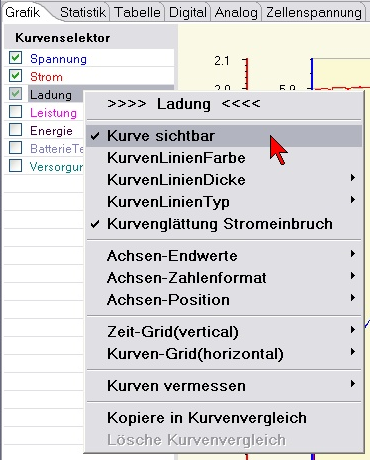 Grafik Statistik Tabelle Digital Analog Zellenspannung
Kurvenselektor
Spannung
Strom
Ladung
Leistung
Energie
BatterieTe
Versorgun
2.1
2.0 5.9
>>>> Ladung <<<<
Kurve sichtbar
KurvenLinienFarbe
KurvenLinienDicke
KurvenLinienTyp
Kurvenglättung Stromeinbruch
Achsen-Endwerte
Achsen-Zahlenformat
Achsen-Position
Zeit-Grid(vertical)
Kurven-Grid(horizontal)
Kurven vermessen
Kopiere in Kurvenvergleich
Lösche Kurvenvergleich